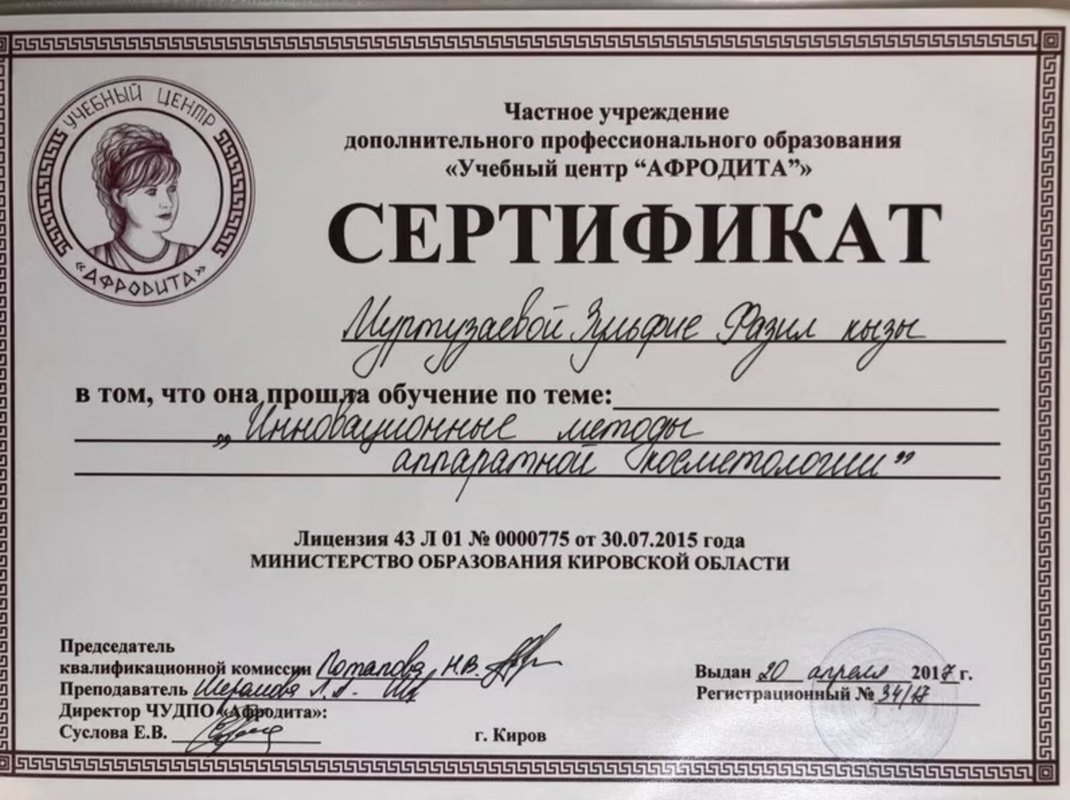 УЧЕБНЫЙ ЦЕНТР
«АФРОДИТА»
Частное учреждение
дополнительного профессионального образования
«Учебный центр “АФРОДИТА”»
СЕРТИФИКАТ
Муртузаевой Зульфие Фазил кызы
в том, что она прошла обучение по теме:
„Инновационные методы
аппаратной косметологии”
Лицензия 43 Л 01 № 0000775 от 30.07.2015 года
МИНИСТЕРСТВО ОБРАЗОВАНИЯ КИРОВСКОЙ ОБЛАСТИ
Председатель
квалификационной комиссии Потапова Н.В.
Преподаватель Л.А.
Директор ЧУДПО «Афродита»:
Суслова Е.В.
г. Киров
Выдан 20 апреля 2017 г.
Регистрационный № 34/17